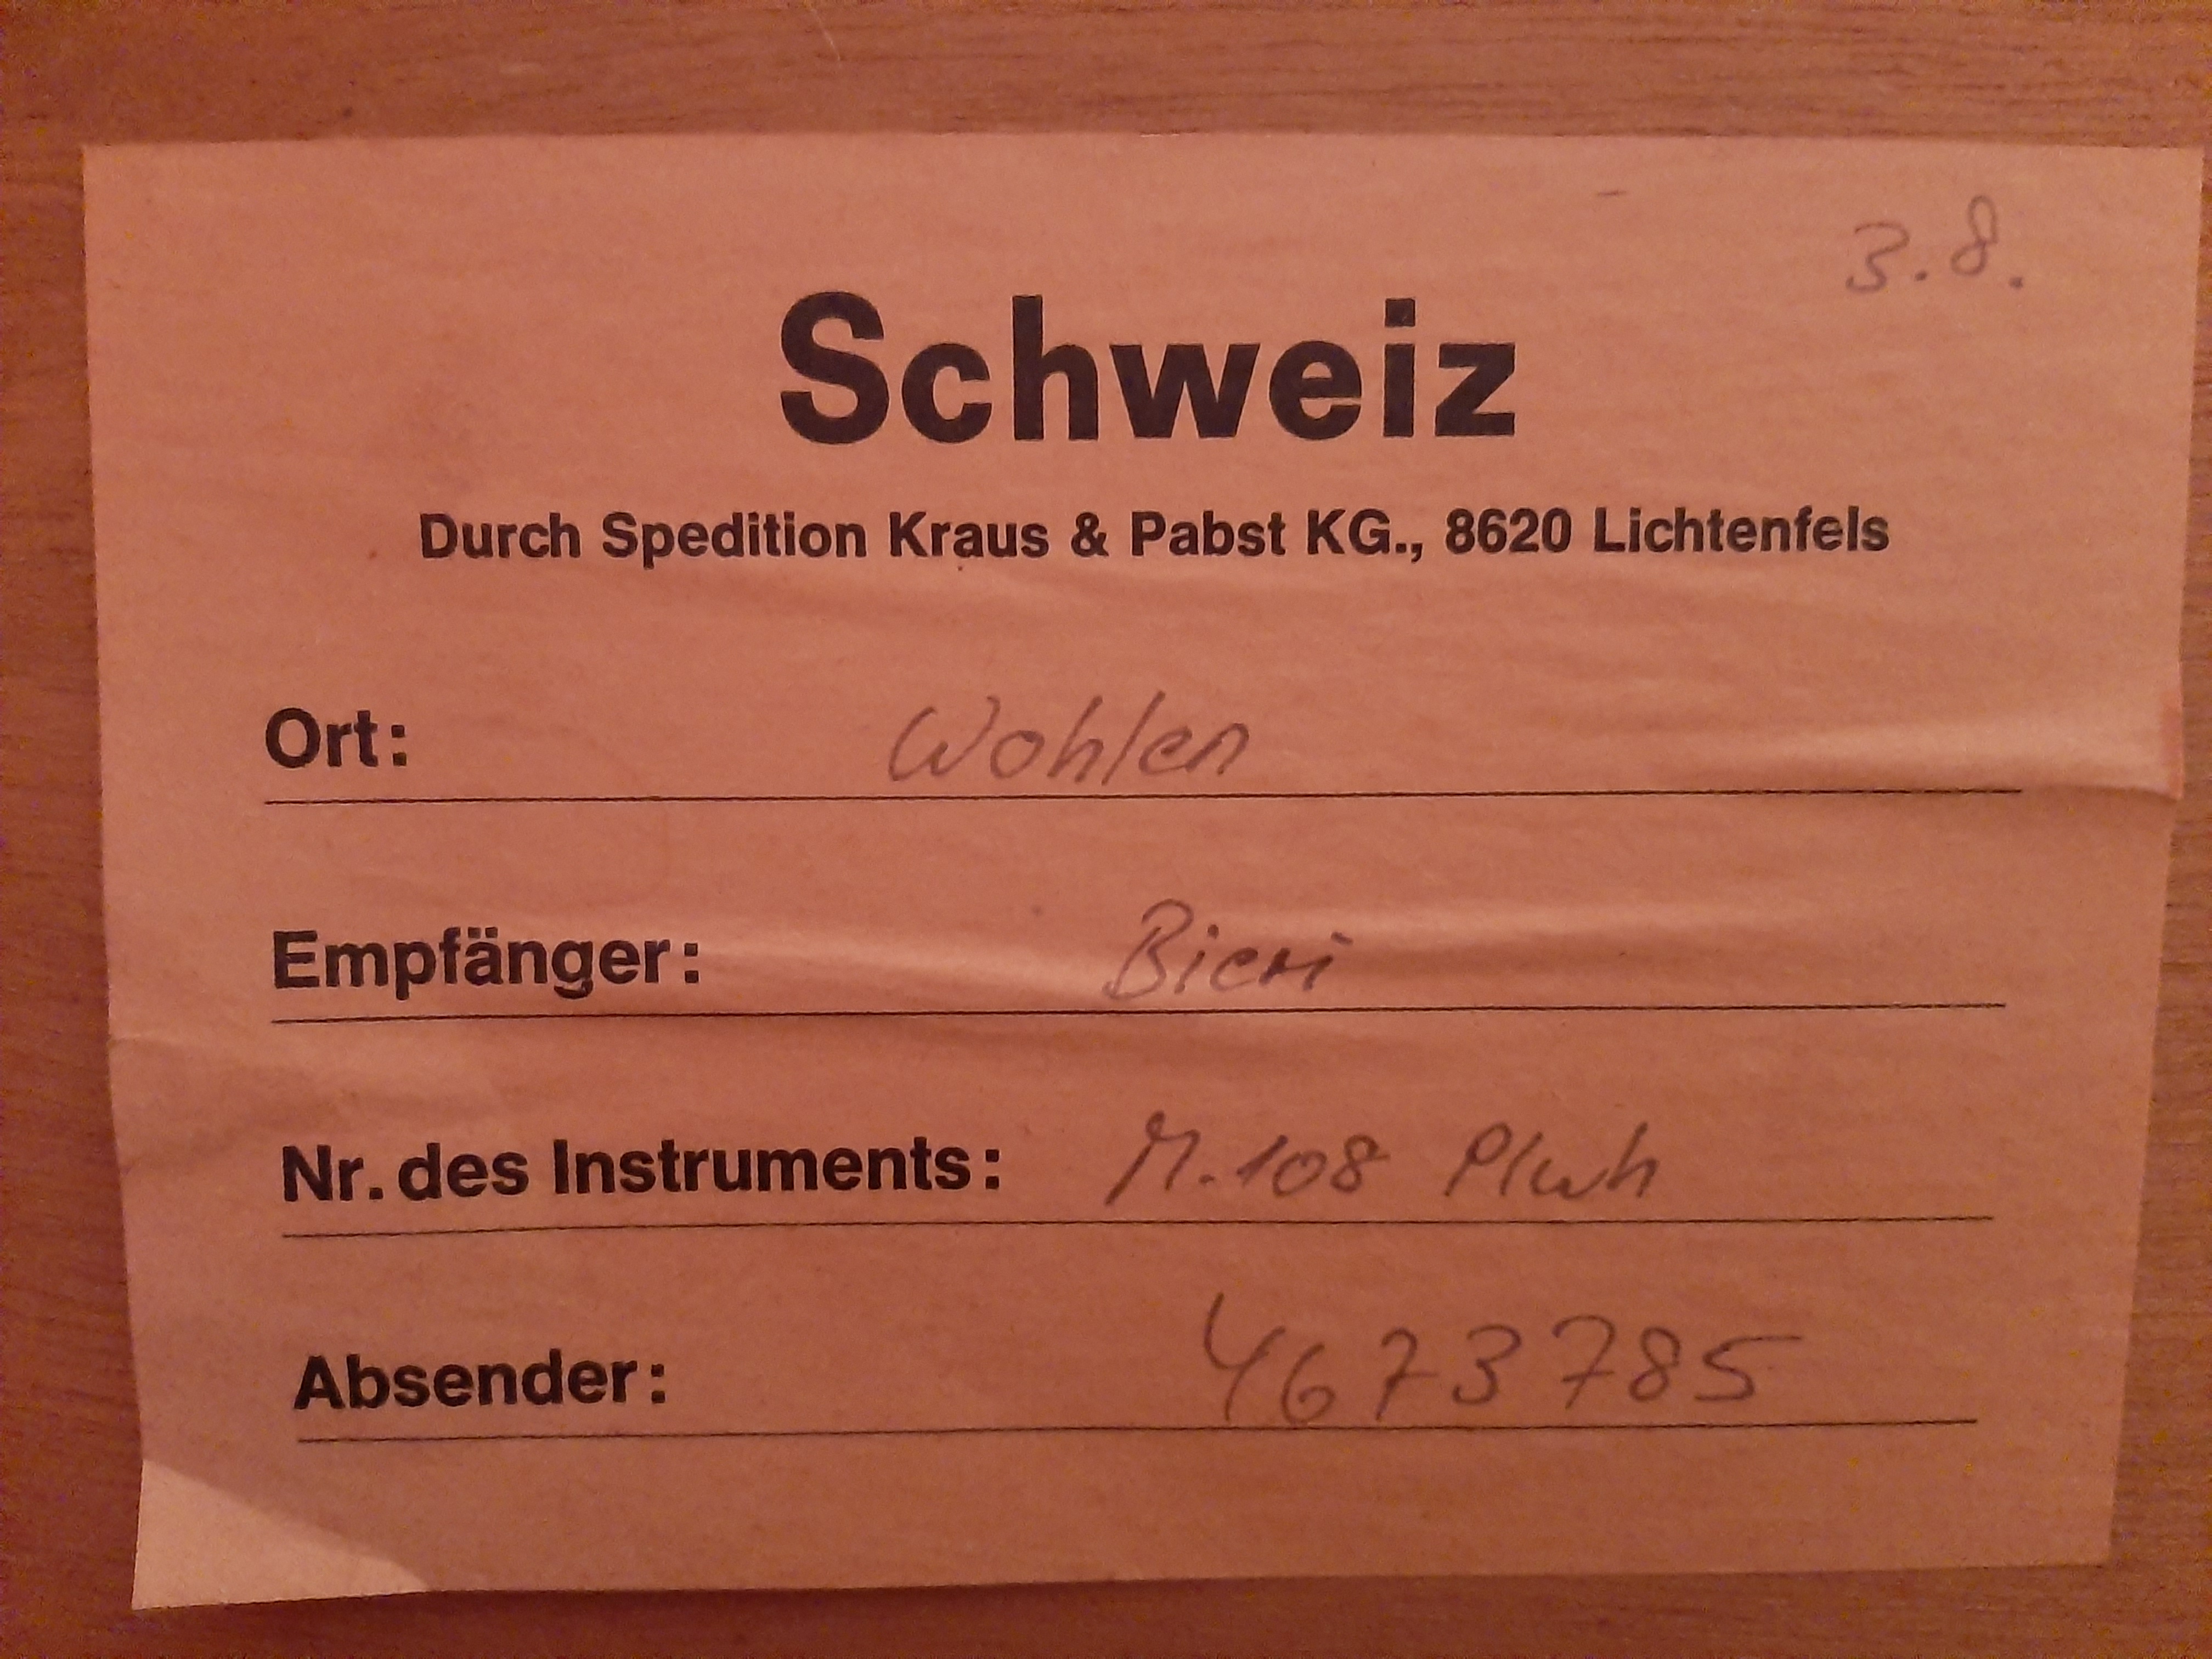 3.8.
Schweiz
Durch Spedition Kraus & Pabst KG., 8620 Lichtenfels
Ort: Wohlen
Empfänger: Bieri
Nr. des Instruments: M. 108
Absender: 4673785